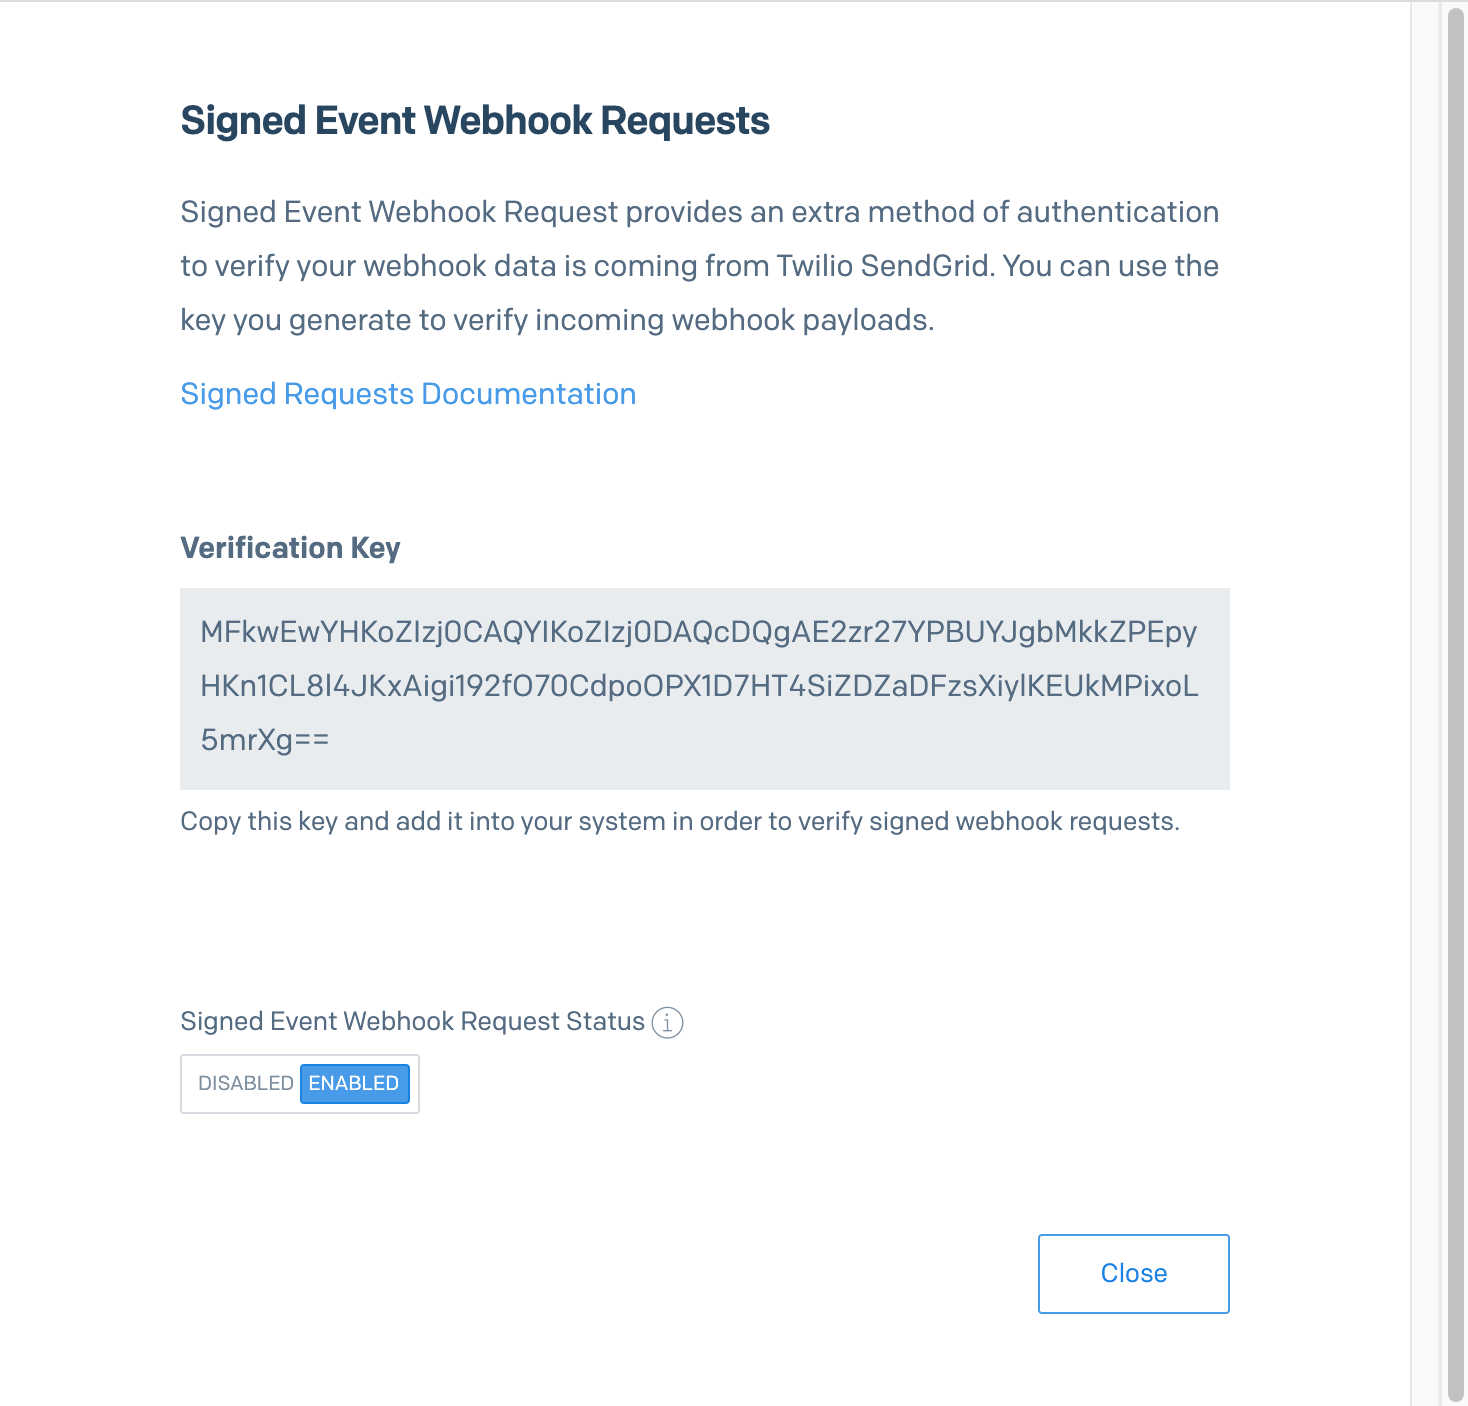 Signed Event Webhook Requests
Signed Event Webhook Request provides an extra method of authentication
to verify your webhook data is coming from Twilio SendGrid. You can use the
key you generate to verify incoming webhook payloads.
Signed Requests Documentation
Verification Key
MFkwEwYHKoZIzj0CAQYIKoZIzj0DAQcDQgAE2zr27YPBUYJgbMkkZPEpy
HKn1CL8l4JKxAigi192fO70CdpoOPX1D7HT4SiZDZaDFzsXiylKEUkMPixoL
5mrXg==
Copy this key and add it into your system in order to verify signed webhook requests.
Signed Event Webhook Request Status
DISABLED ENABLED
Close